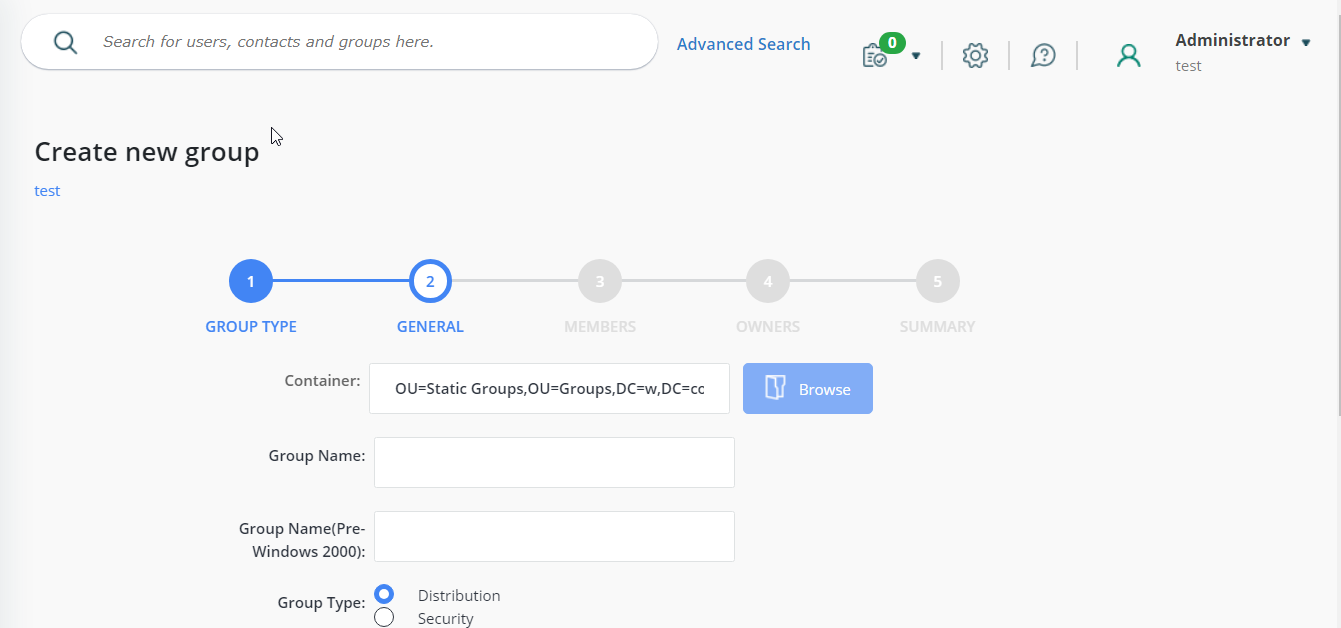 Search for users, contacts and groups here.
Advanced Search
0
Administrator
test
Create new group
test
1
2
3
4
5
GROUP TYPE
GENERAL
MEMBERS
OWNERS
SUMMARY
Container:
OU=Static Groups,OU=Groups,DC=w,DC=cc
Browse
Group Name:
Group Name(Pre-
Windows 2000):
Group Type:
Distribution
Security